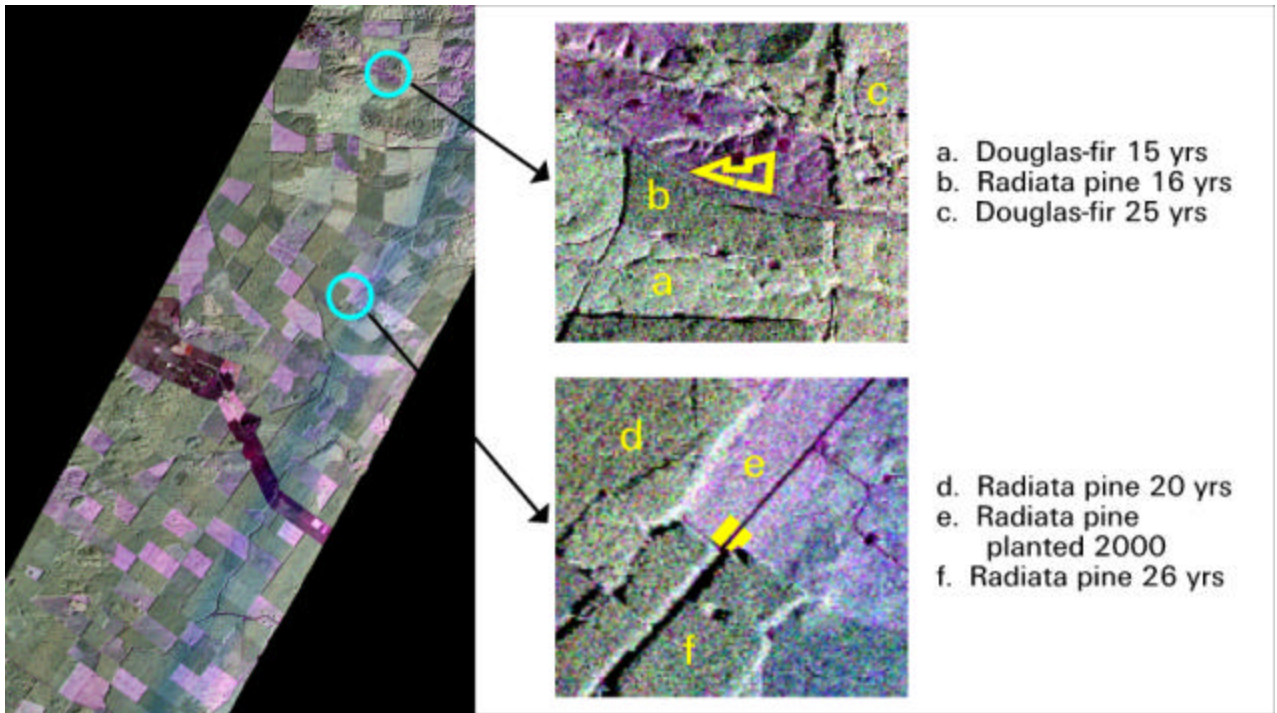 c
b
a
a. Douglas-fir 15 yrs
b. Radiata pine 16 yrs
c. Douglas-fir 25 yrs
d
e
f
d. Radiata pine 20 yrs
e. Radiata pine
planted 2000
f. Radiata pine 26 yrs